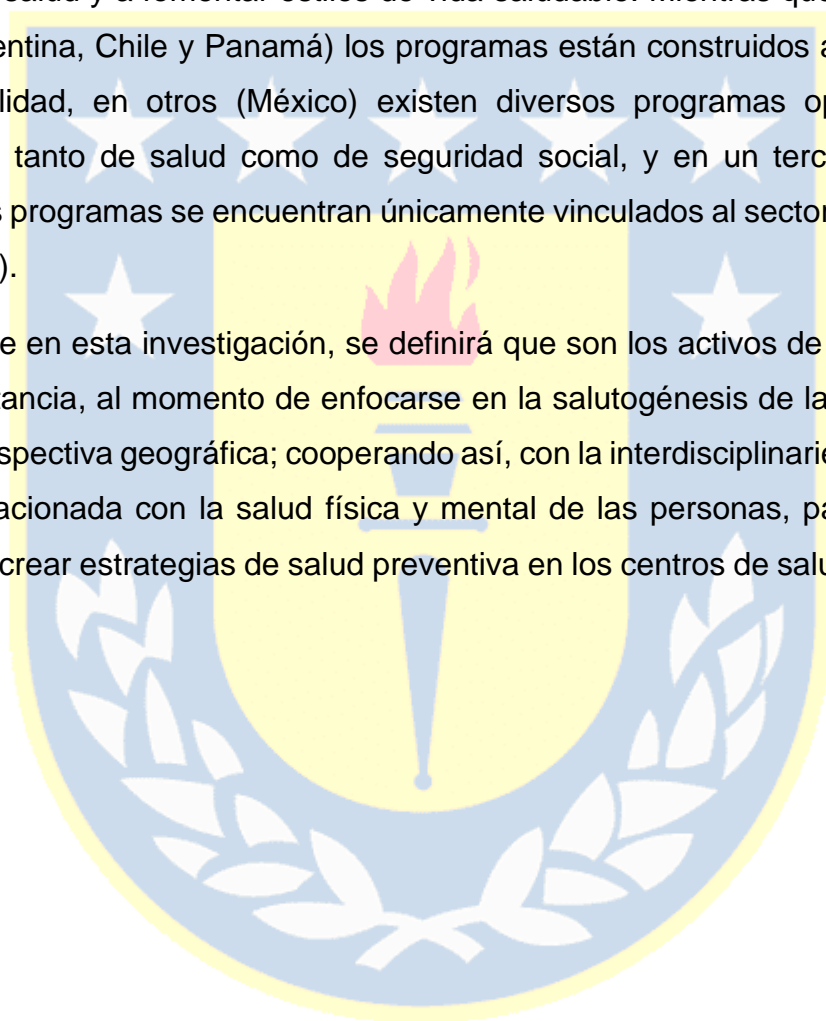 salud y a fomentar estilos de vida saludable. Mientras que
entina, Chile y Panamá) los programas están construidos a
lidad, en otros (México) existen diversos programas op
tanto de salud como de seguridad social, y en un terc
s programas se encuentran únicamente vinculados al sector
).
e en esta investigación, se definirá que son los activos de
tancia, al momento de enfocarse en la salutogénesis de la
spectiva geográfica; cooperando así, con la interdisciplinarie
acionada con la salud física y mental de las personas, pa
crear estrategias de salud preventiva en los centros de salu